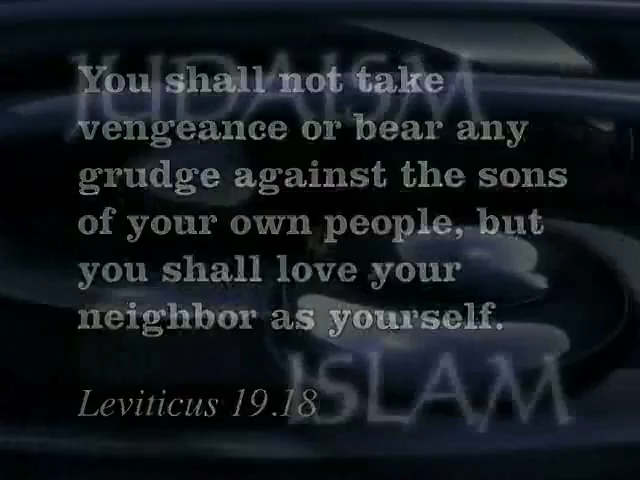 JUDAISM
You shall not take
vengeance or bear any
grudge against the sons
of your own people, but
you shall love your
neighbor as yourself.
Leviticus 19.18
ISLAM